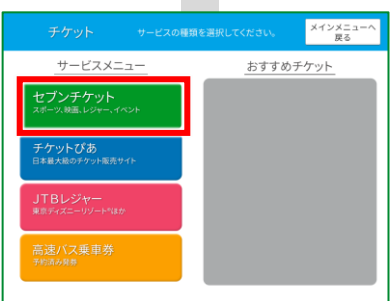 チケット
サービスの種類を選択してください。
メインメニューへ
戻る
サービスメニュー
おすすめチケット
セブンチケット
スポーツ、映画、レジャー、イベント
チケットぴあ
日本最大級のチケット販売サイト
JTBレジャー
東京ディズニーリゾート®ほか
高速バス乗車券
予約済み発券